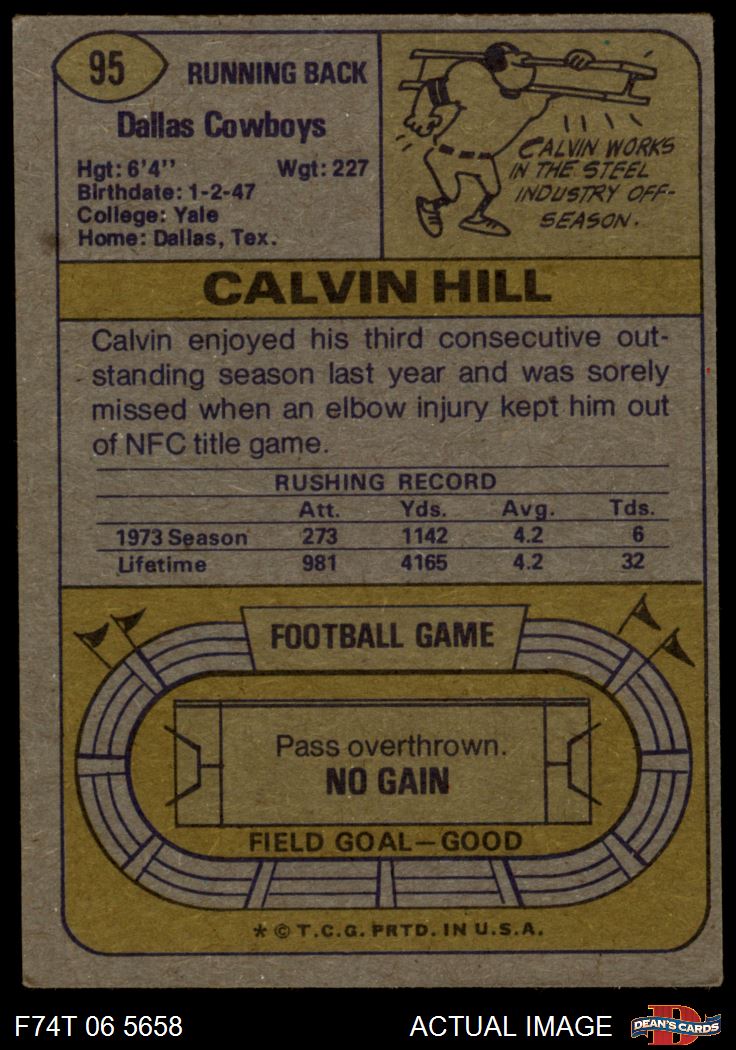 95
RUNNING BACK
Dallas Cowboys
Hgt: 6'4" Wgt: 227
Birthdate: 1-2-47
College: Yale
Home: Dallas, Tex.
CALVIN WORKS
IN THE STEEL
INDUSTRY OFF-
SEASON.
CALVIN HILL
Calvin enjoyed his third consecutive out-
standing season last year and was sorely
missed when an elbow injury kept him out
of NFC title game.
RUSHING RECORD
Att. Yds. Avg. Tds.
1973 Season 273 1142 4.2 6
Lifetime 981 4165 4.2 32
FOOTBALL GAME
Pass overthrown.
NO GAIN
FIELD GOAL—GOOD
* © T.C.G. PRTD. IN U.S.A.
F74T 06 5658 ACTUAL IMAGE DEAN'S CARDS